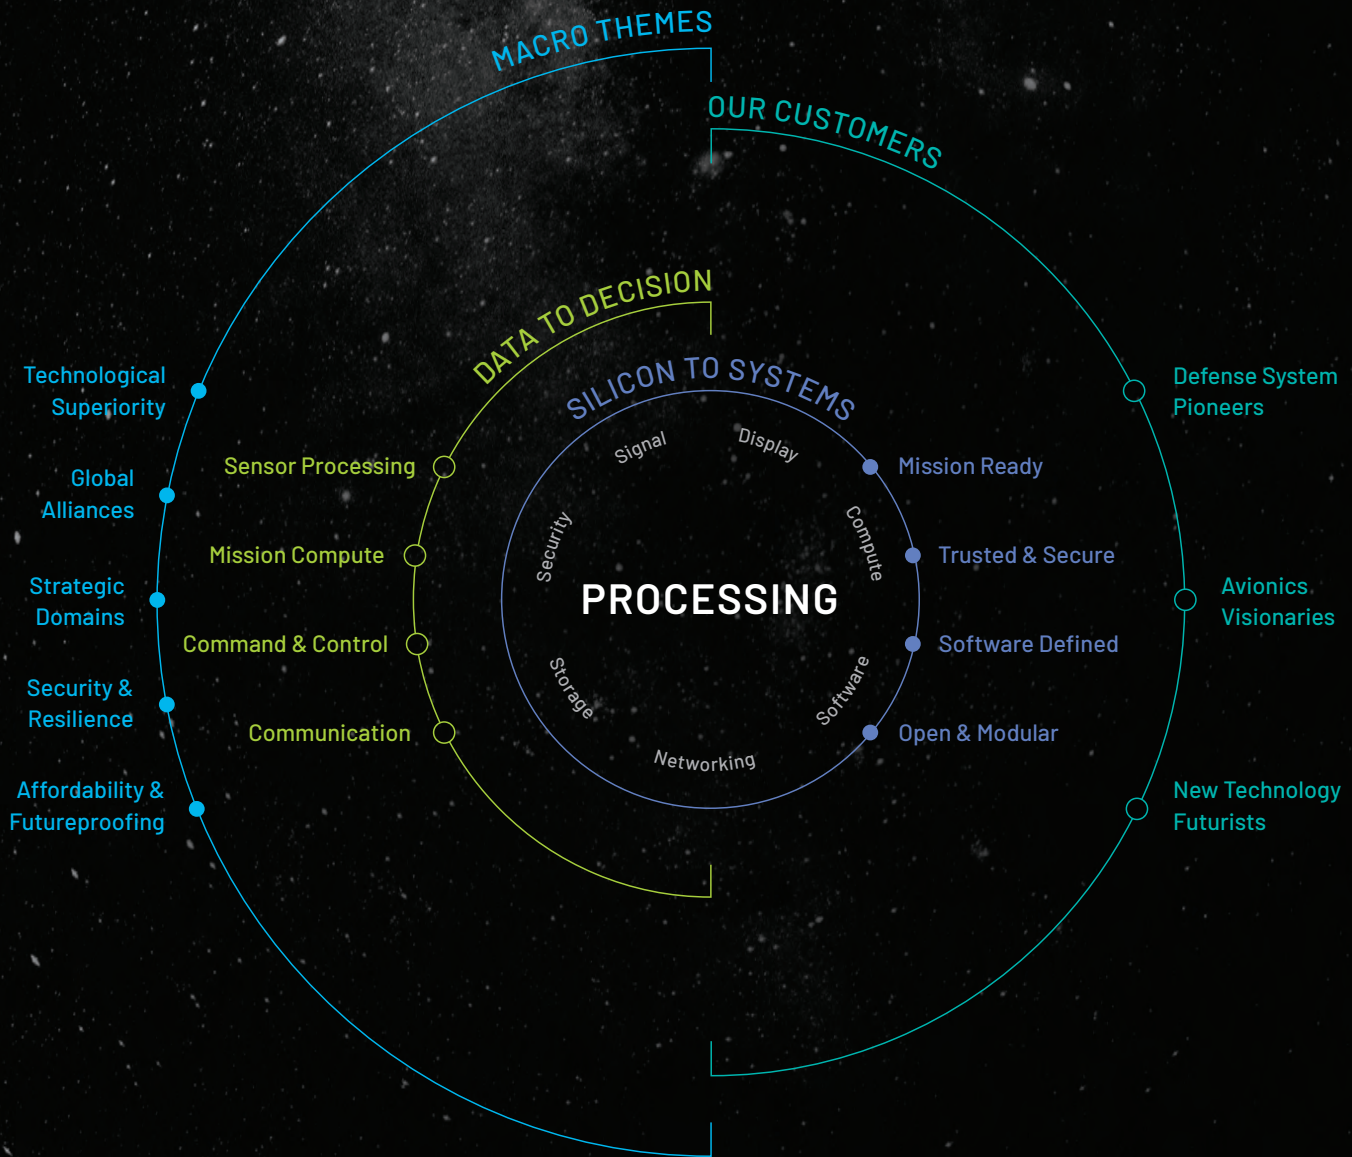 MACRO THEMES
OUR CUSTOMERS
DATA TO DECISION
SILICON TO SYSTEMS
Technological
Superiority
Global
Alliances
Strategic
Domains
Security &
Resilience
Affordability &
Futureproofing
Sensor Processing
Mission Compute
Command & Control
Communication
Signal
Display
Security
Compute
PROCESSING
Storage
Software
Networking
Mission Ready
Trusted & Secure
Software Defined
Open & Modular
Defense System
Pioneers
Avionics
Visionaries
New Technology
Futurists